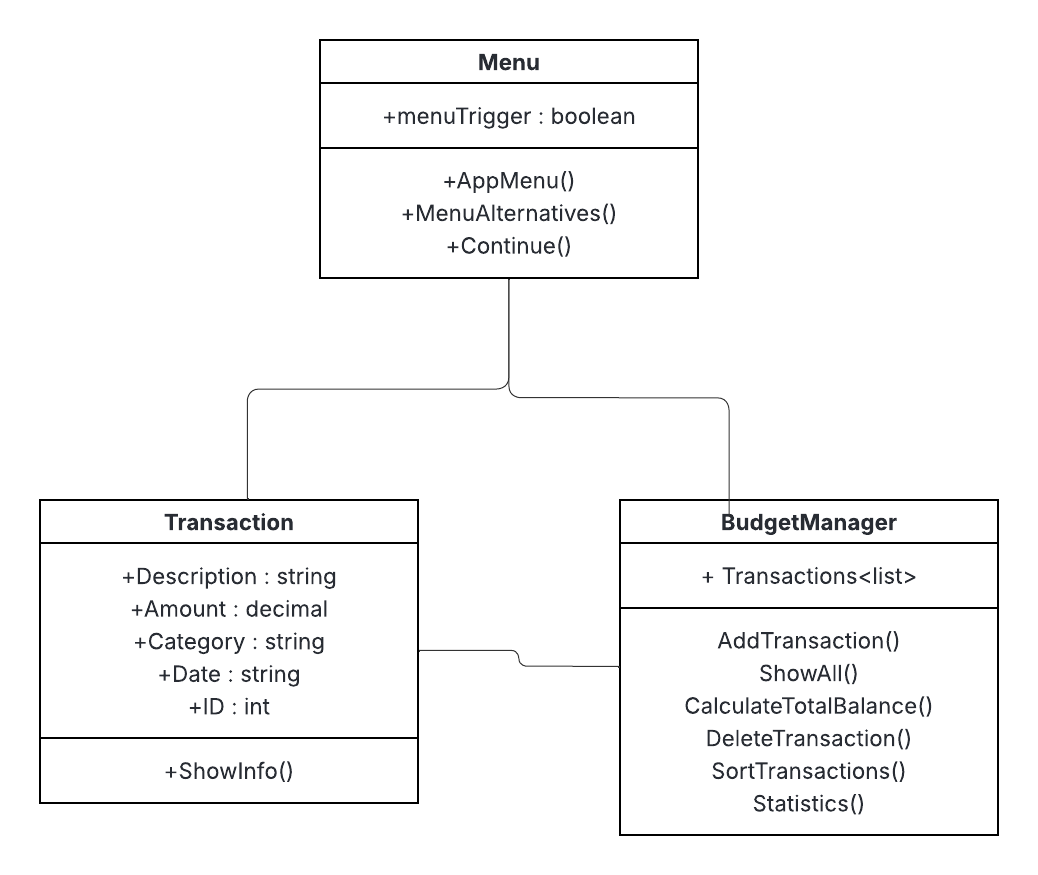 Menu
+menuTrigger : boolean
+AppMenu()
+MenuAlternatives()
+Continue()
Transaction
+Description : string
+Amount : decimal
+Category : string
+Date : string
+ID : int
+ShowInfo()
BudgetManager
+ Transactions<list>
AddTransaction()
ShowAll()
CalculateTotalBalance()
DeleteTransaction()
SortTransactions()
Statistics()